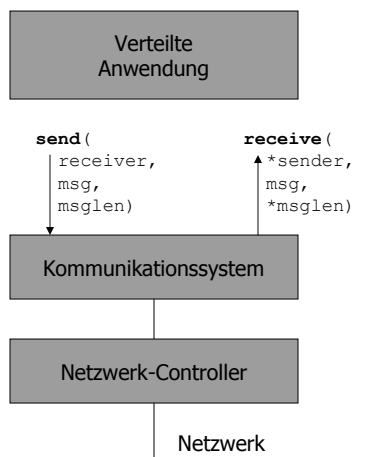 Verteilte
Anwendung
send(
receiver,
msg,
msglen)
receive(
*sender,
msg,
*msglen)
Kommunikationssystem
Netzwerk-Controller
Netzwerk